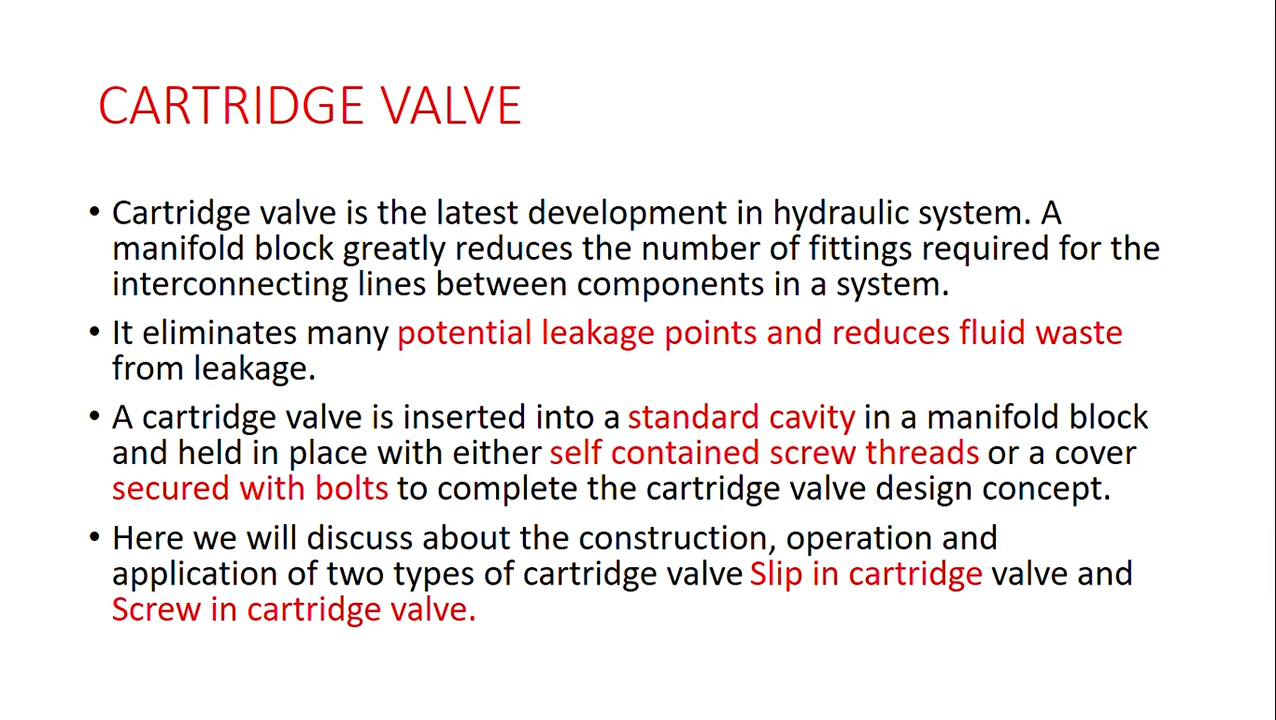 CARTRIDGE VALVE
• Cartridge valve is the latest development in hydraulic system. A
manifold block greatly reduces the number of fittings required for the
interconnecting lines between components in a system.
• It eliminates many potential leakage points and reduces fluid waste
from leakage.
• A cartridge valve is inserted into a standard cavity in a manifold block
and held in place with either self contained screw threads or a cover
secured with bolts to complete the cartridge valve design concept.
• Here we will discuss about the construction, operation and
application of two types of cartridge valve Slip in cartridge valve and
Screw in cartridge valve.